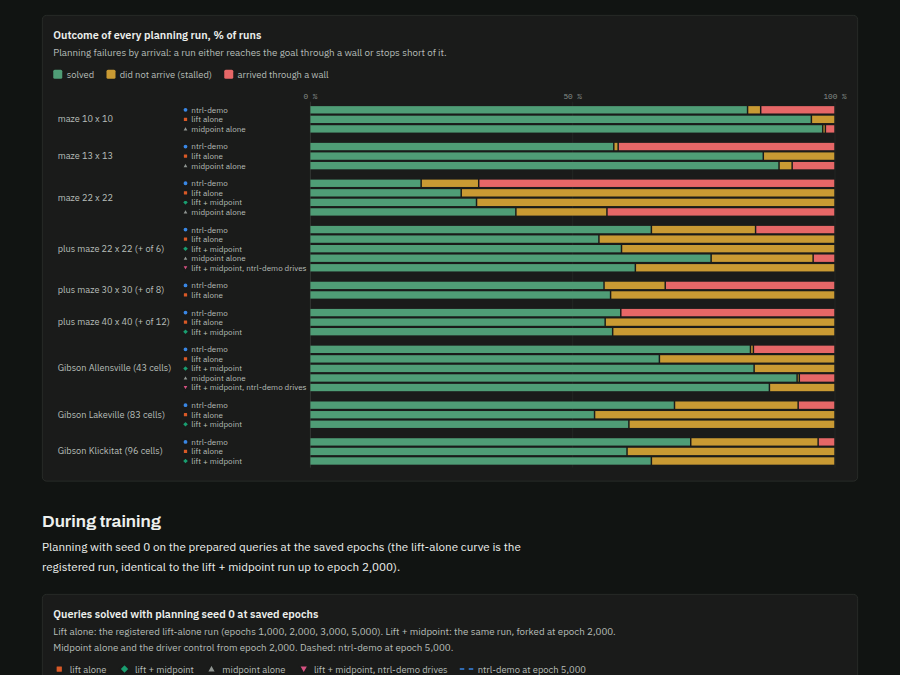 Outcome of every planning run, % of runs
Planning failures by arrival: a run either reaches the goal through a wall or stops short of it.
solved did not arrive (stalled) arrived through a wall
0 % 50 % 100 %
maze 10 x 10
ntrl-demo
lift alone
midpoint alone
maze 13 x 13
ntrl-demo
lift alone
midpoint alone
maze 22 x 22
ntrl-demo
lift alone
lift + midpoint
midpoint alone
plus maze 22 x 22 (+ of 6)
ntrl-demo
lift alone
lift + midpoint
midpoint alone
lift + midpoint, ntrl-demo drives
plus maze 30 x 30 (+ of 8)
ntrl-demo
lift alone
plus maze 40 x 40 (+ of 12)
ntrl-demo
lift alone
lift + midpoint
Gibson Allensville (43 cells)
ntrl-demo
lift alone
lift + midpoint
midpoint alone
lift + midpoint, ntrl-demo drives
Gibson Lakeville (83 cells)
ntrl-demo
lift alone
lift + midpoint
Gibson Klickitat (96 cells)
ntrl-demo
lift alone
lift + midpoint
During training
Planning with seed 0 on the prepared queries at the saved epochs (the lift-alone curve is the
registered run, identical to the lift + midpoint run up to epoch 2,000).
Queries solved with planning seed 0 at saved epochs
Lift alone: the registered lift-alone run (epochs 1,000, 2,000, 3,000, 5,000). Lift + midpoint: the same run, forked at epoch 2,000.
Midpoint alone and the driver control from epoch 2,000. Dashed: ntrl-demo at epoch 5,000.
lift alone lift + midpoint midpoint alone lift + midpoint, ntrl-demo drives ntrl-demo at epoch 5,000